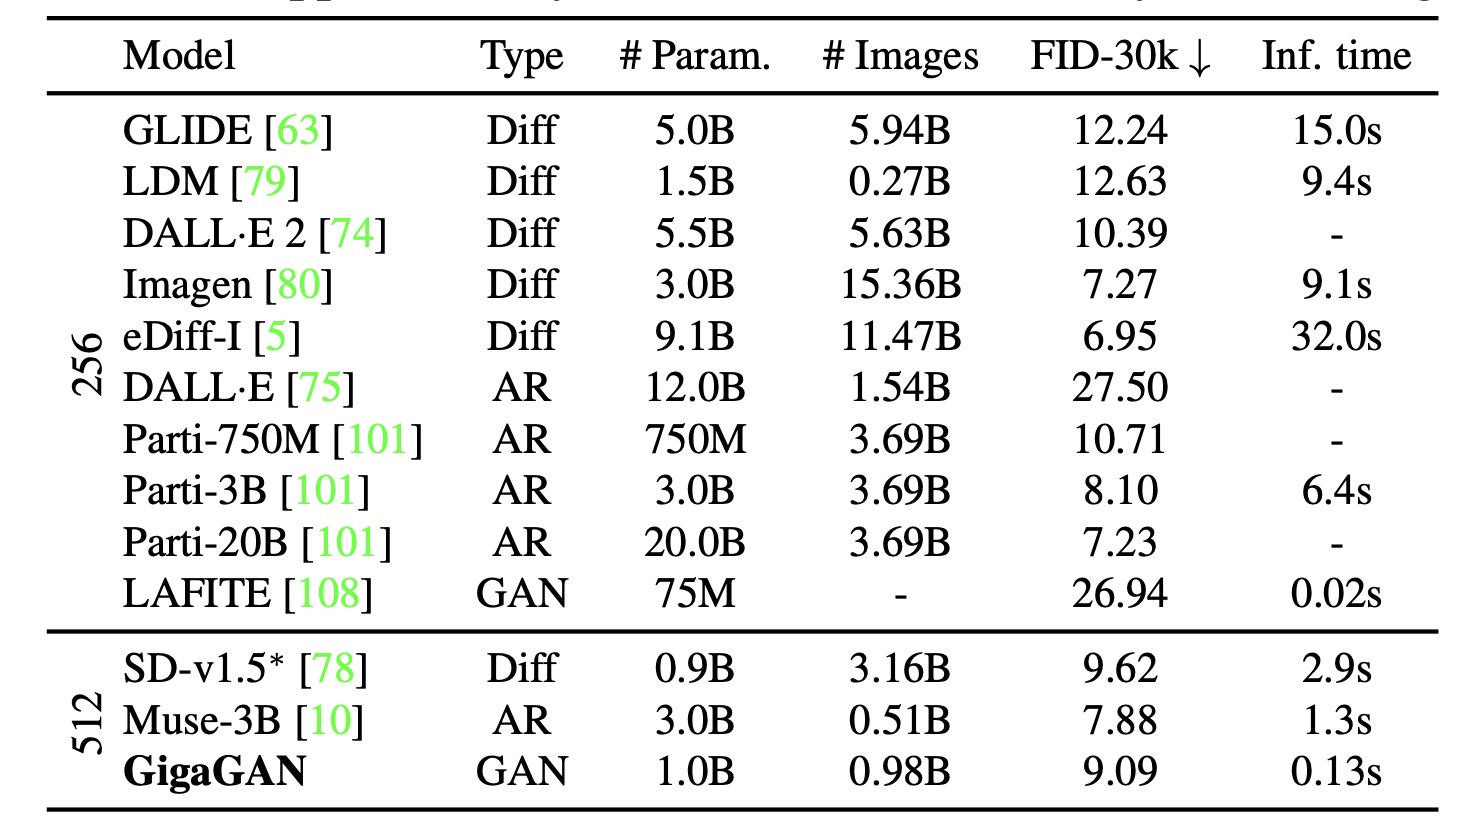 Model Type # Param. # Images FID-30k ↓ Inf. time
256
GLIDE [63] Diff 5.0B 5.94B 12.24 15.0s
LDM [79] Diff 1.5B 0.27B 12.63 9.4s
DALL·E 2 [74] Diff 5.5B 5.63B 10.39 -
Imagen [80] Diff 3.0B 15.36B 7.27 9.1s
eDiff-I [5] Diff 9.1B 11.47B 6.95 32.0s
DALL·E [75] AR 12.0B 1.54B 27.50 -
Parti-750M [101] AR 750M 3.69B 10.71 -
Parti-3B [101] AR 3.0B 3.69B 8.10 6.4s
Parti-20B [101] AR 20.0B 3.69B 7.23 -
LAFITE [108] GAN 75M - 26.94 0.02s
512
SD-v1.5* [78] Diff 0.9B 3.16B 9.62 2.9s
Muse-3B [10] AR 3.0B 0.51B 7.88 1.3s
GigaGAN GAN 1.0B 0.98B 9.09 0.13s